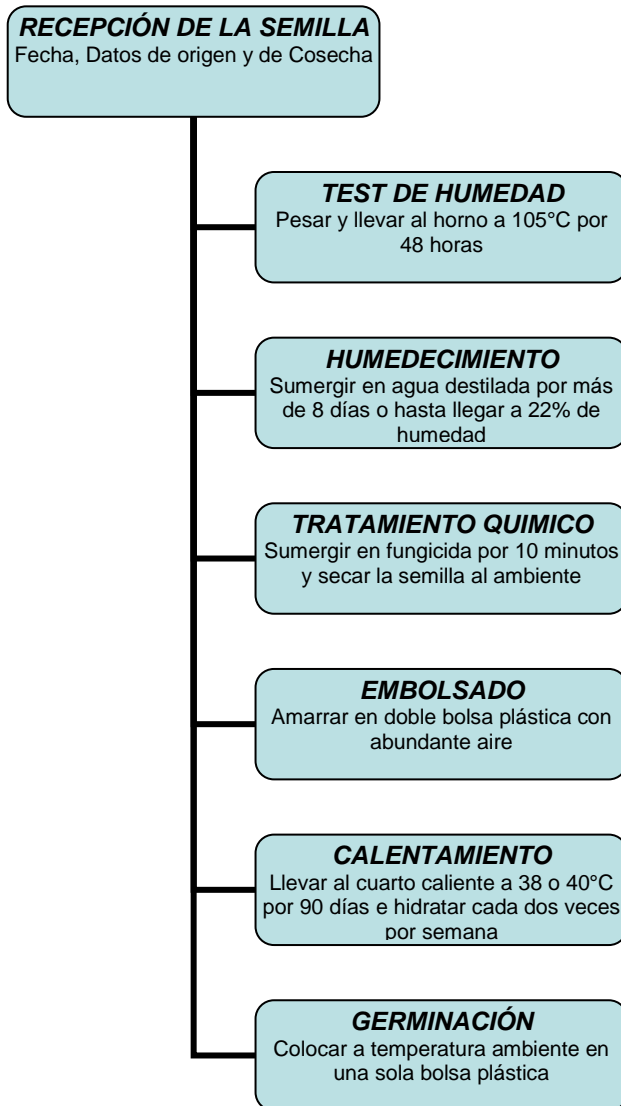 RECEPCIÓN DE LA SEMILLA
Fecha, Datos de origen y de Cosecha
TEST DE HUMEDAD
Pesar y llevar al horno a 105°C por
48 horas
HUMEDECIMIENTO
Sumergir en agua destilada por más
de 8 días o hasta llegar a 22% de
humedad
TRATAMIENTO QUIMICO
Sumergir en fungicida por 10 minutos
y secar la semilla al ambiente
EMBOLSADO
Amarrar en doble bolsa plástica con
abundante aire
CALENTAMIENTO
Llevar al cuarto caliente a 38 o 40°C
por 90 días e hidratar cada dos veces
por semana
GERMINACIÓN
Colocar a temperatura ambiente en
una sola bolsa plástica